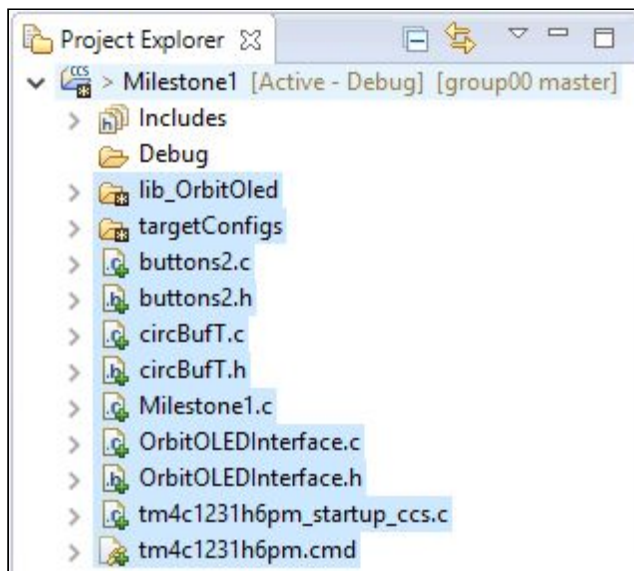 Project Explorer
CCS
> Milestone1 [Active - Debug] [group00 master]
Includes
Debug
lib_OrbitOled
targetConfigs
buttons2.c
buttons2.h
circBufT.c
circBufT.h
Milestone1.c
OrbitOLEDInterface.c
OrbitOLEDInterface.h
tm4c1231h6pm_startup_ccs.c
tm4c1231h6pm.cmd